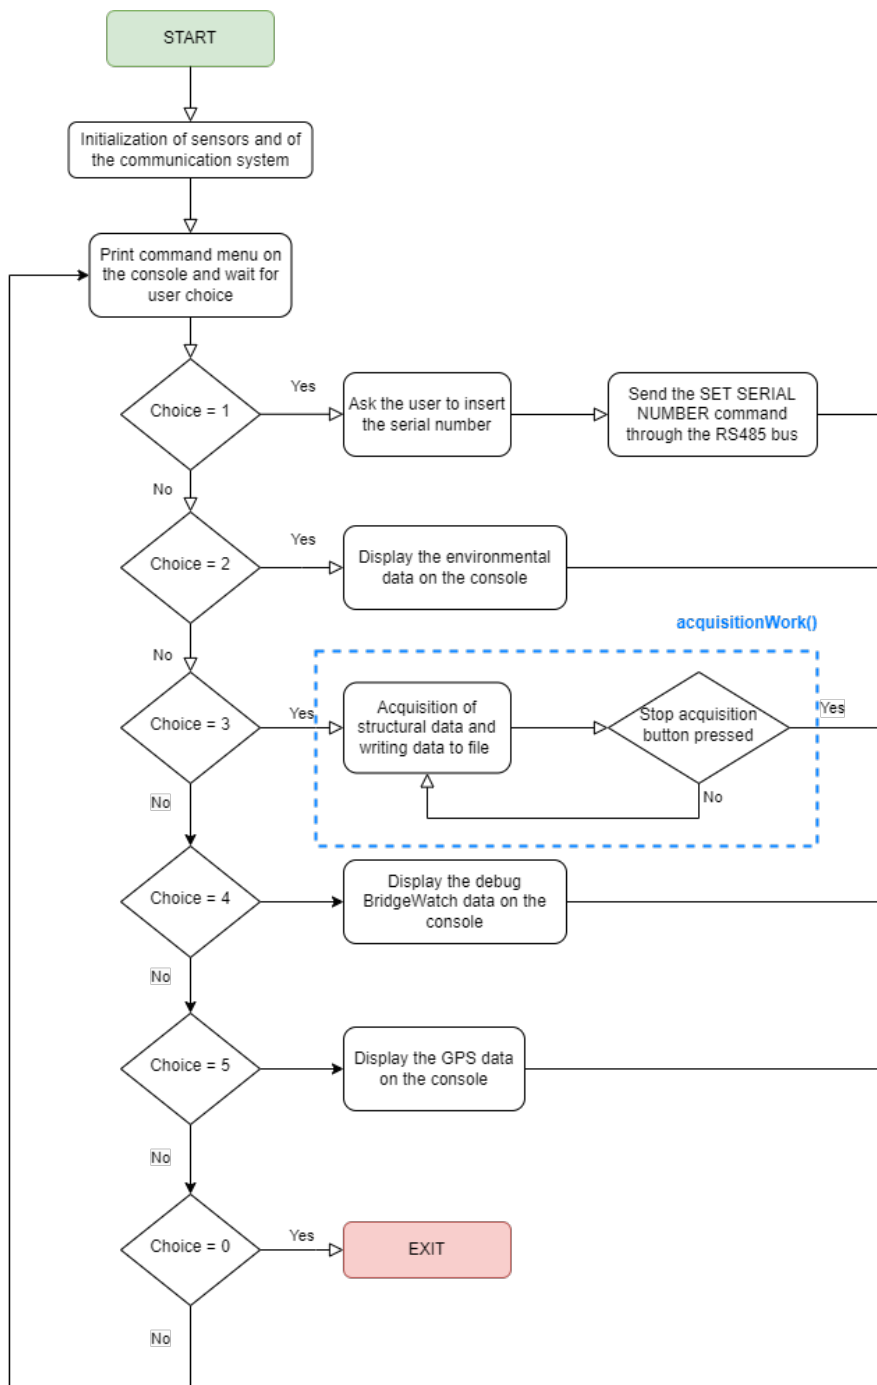 START
Initialization of sensors and of
the communication system
Print command menu on
the console and wait for
user choice
Choice = 1
Yes
Ask the user to insert
the serial number
Send the SET SERIAL
NUMBER command
through the RS485 bus
No
Choice = 2
Yes
Display the environmental
data on the console
No
acquisitionWork()
Choice = 3
Yes
Acquisition of
structural data and
writing data to file
Stop acquisition
button pressed
Yes
No
No
Choice = 4
Display the debug
BridgeWatch data on the
console
No
Choice = 5
Display the GPS data
on the console
No
Choice = 0
Yes
EXIT
No